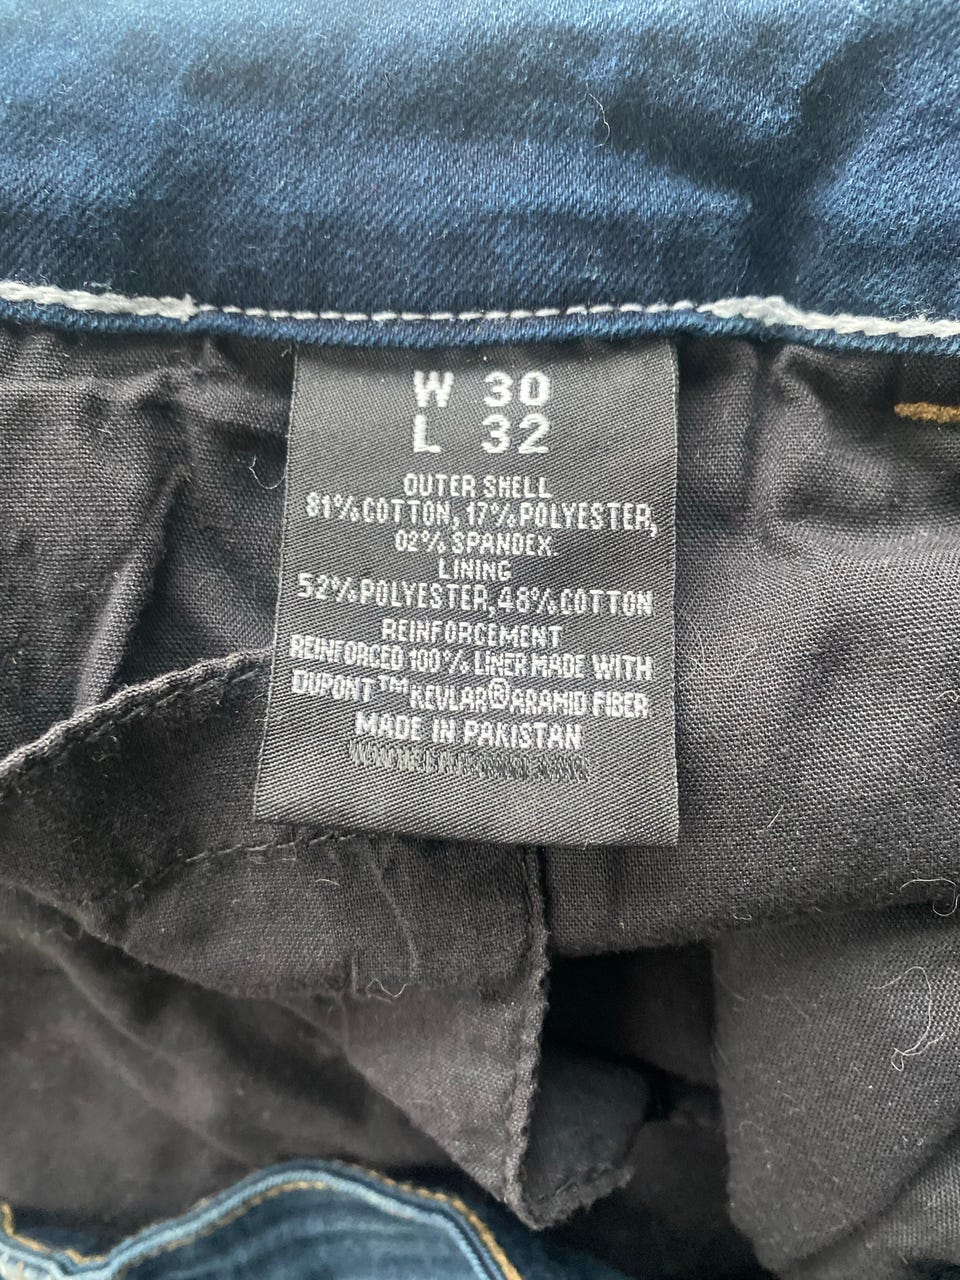 W 30
L 32
OUTER SHELL
81% COTTON, 17% POLYESTER,
02% SPANDEX.
LINING
52% POLYESTER, 48% COTTON
REINFORCEMENT
REINFORCED 100% LINER MADE WITH
DUPONT™ KEVLAR® ARAMID FIBER
MADE IN PAKISTAN